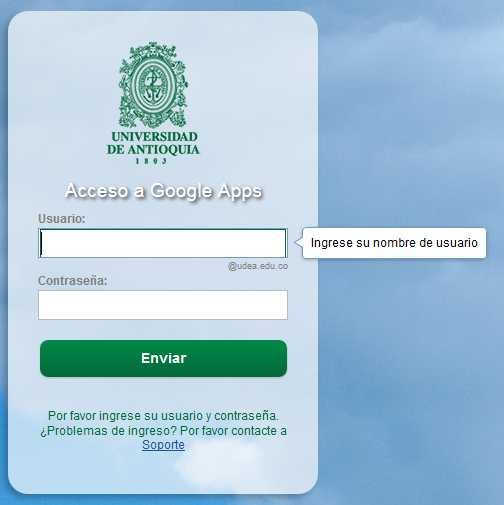 UNIVERSIDAD
DE ANTIOQUIA
1803
Acceso a Google Apps
Usuario:
Ingrese su nombre de usuario
@udea.edu.co
Contraseña:
Enviar
Por favor ingrese su usuario y contraseña.
¿Problemas de ingreso? Por favor contacte a
Soporte